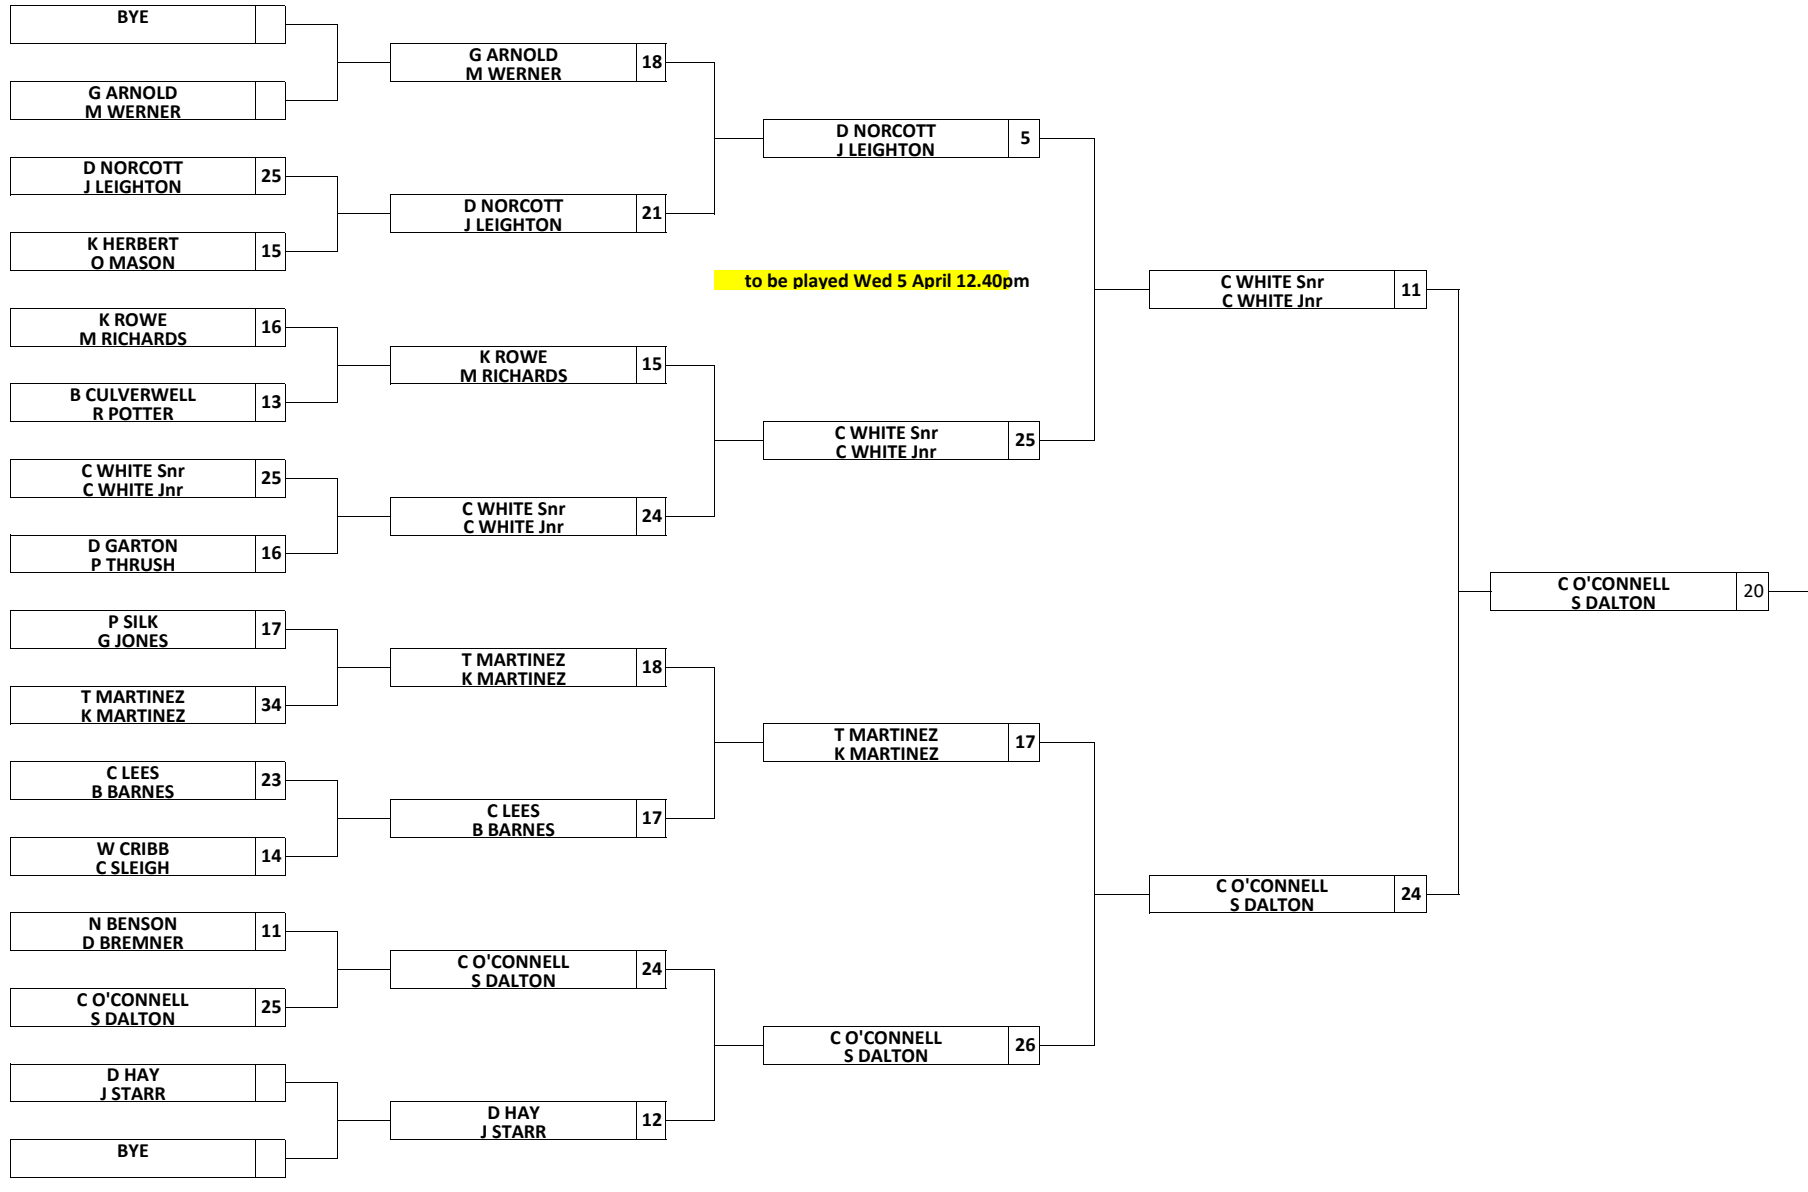 BYE
G ARNOLD
M WERNER
18
G ARNOLD
M WERNER
D NORCOTT
J LEIGHTON
5
D NORCOTT
J LEIGHTON
25
D NORCOTT
J LEIGHTON
21
K HERBERT
O MASON
15
to be played Wed 5 April 12.40pm
C WHITE Snr
C WHITE Jnr
11
K ROWE
M RICHARDS
16
K ROWE
M RICHARDS
15
B CULVERWELL
R POTTER
13
C WHITE Snr
C WHITE Jnr
25
C WHITE Snr
C WHITE Jnr
25
C WHITE Snr
C WHITE Jnr
24
D GARTON
P THRUSH
16
C O'CONNELL
S DALTON
20
P SILK
G JONES
17
T MARTINEZ
K MARTINEZ
18
T MARTINEZ
K MARTINEZ
34
T MARTINEZ
K MARTINEZ
17
C LEES
B BARNES
23
C LEES
B BARNES
17
W CRIBB
C SLEIGH
14
C O'CONNELL
S DALTON
24
N BENSON
D BREMNER
11
C O'CONNELL
S DALTON
24
C O'CONNELL
S DALTON
25
C O'CONNELL
S DALTON
26
D HAY
J STARR
D HAY
J STARR
12
BYE